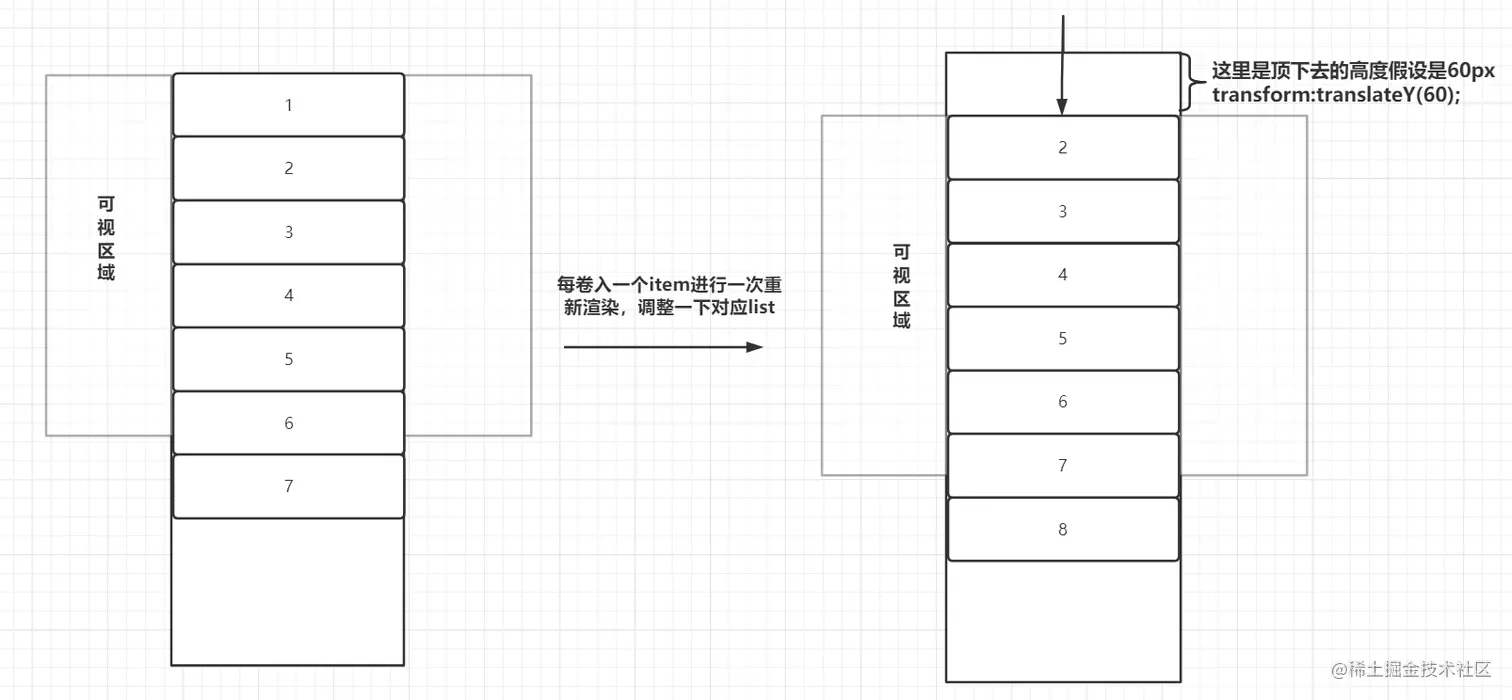 1
2
3
4
5
6
7
可
视
区
域
每卷入一个item进行一次重
新渲染，调整一下对应list
这里是顶下去的高度假设是60px
transform:translateY(60);
2
3
4
5
6
7
8
可
视
区
域
@稀土掘金技术社区